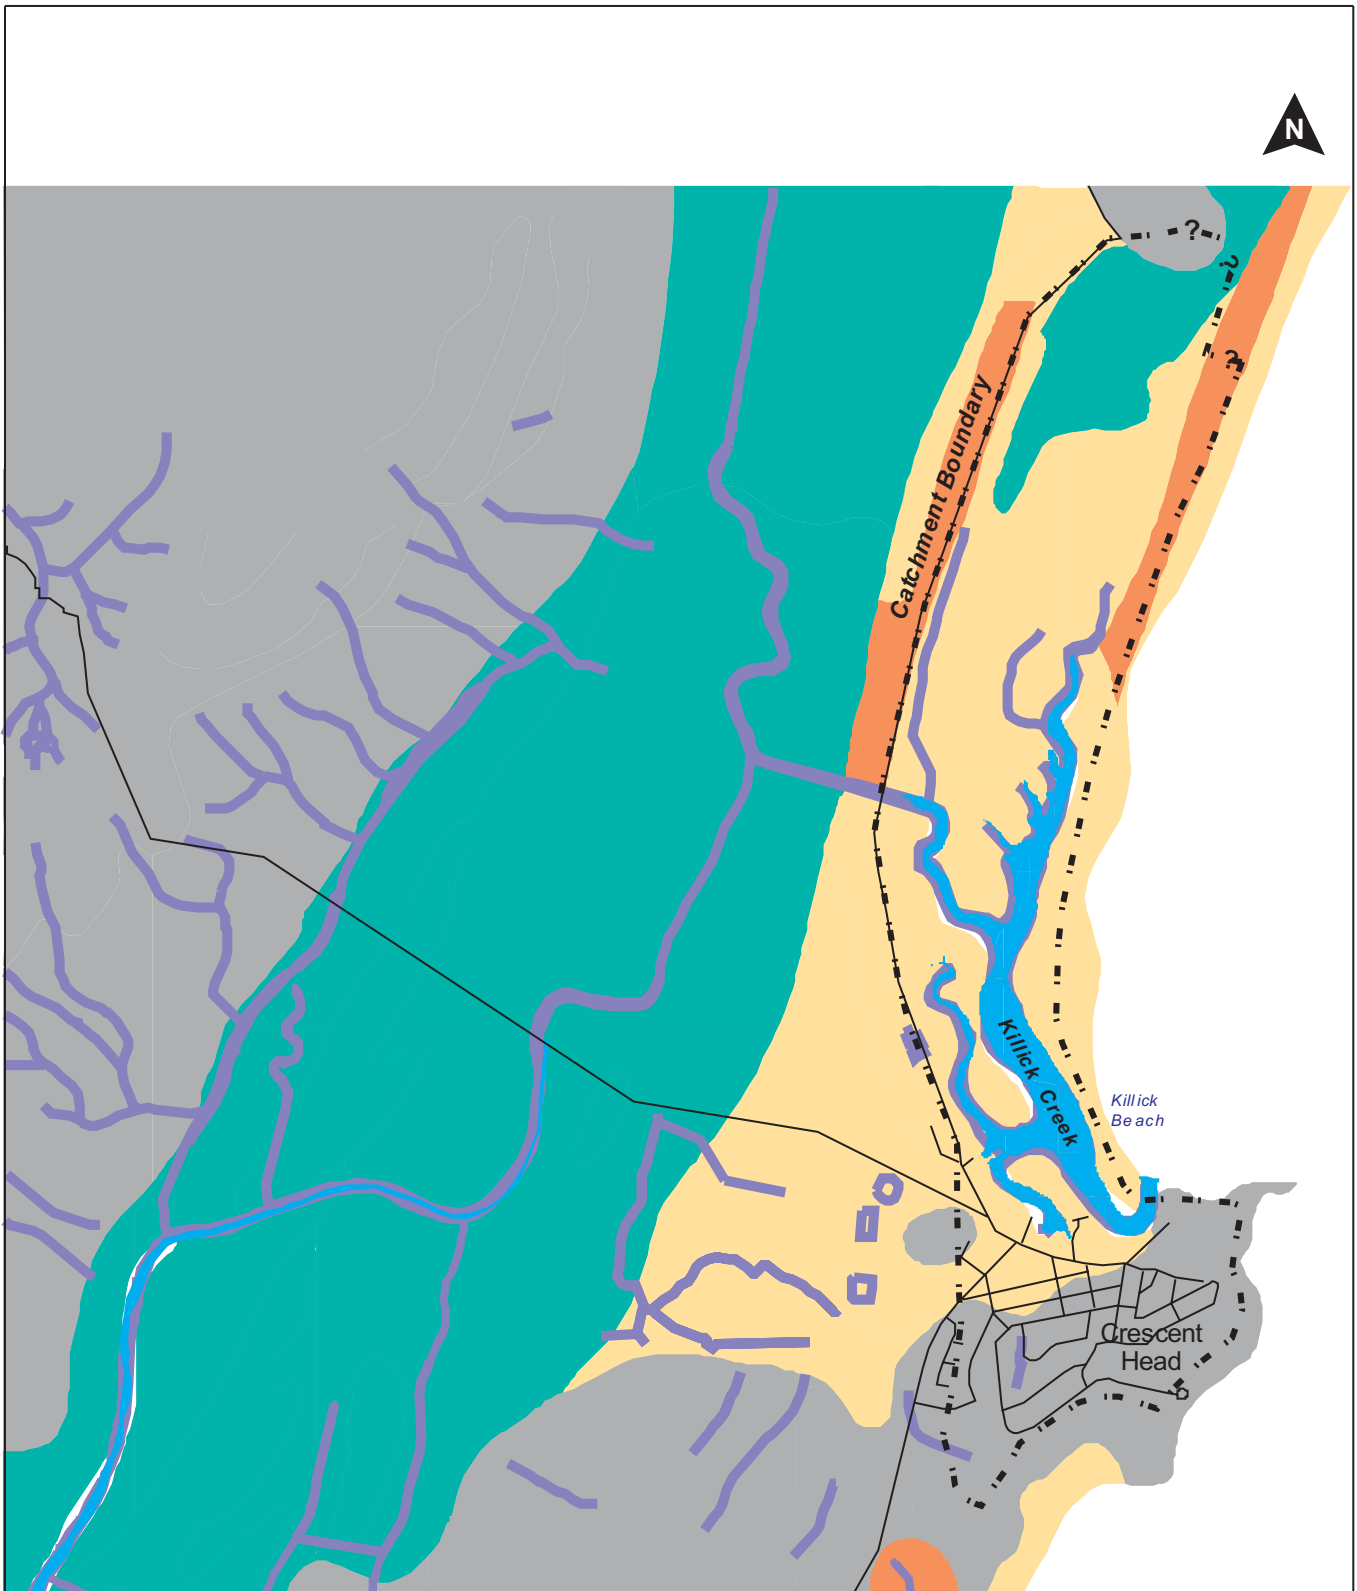 N
?
?
?
Catchment Boundary
Killick Creek
Killick
Beach
Crescent
Head